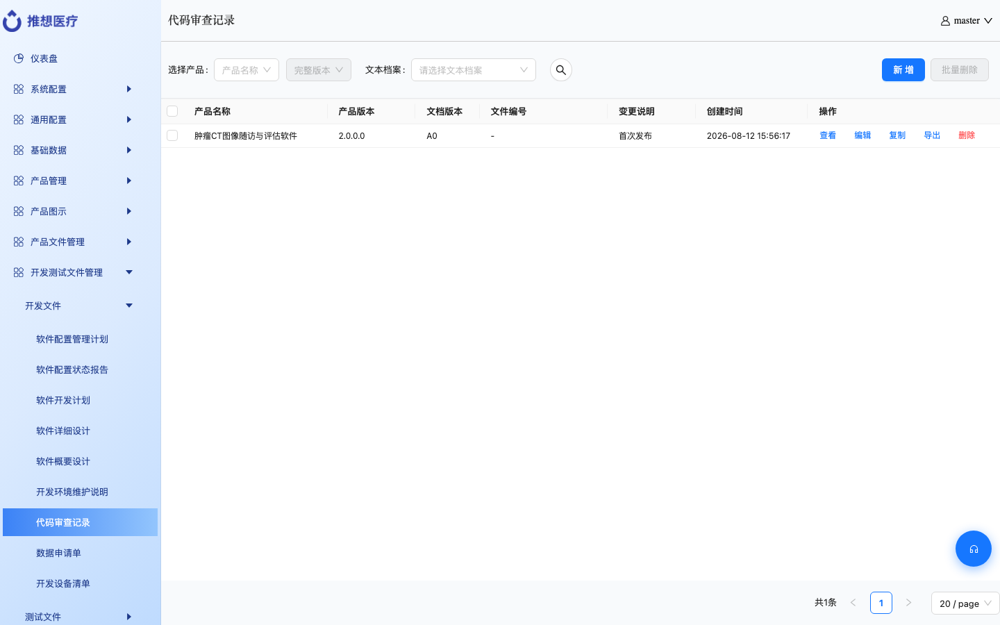 推想医疗
仪表盘
系统配置
通用配置
基础数据
产品管理
产品图示
产品文件管理
开发测试文件管理
开发文件
软件配置管理计划
软件配置状态报告
软件开发计划
软件详细设计
软件概要设计
开发环境维护说明
代码审查记录
数据申请单
开发设备清单
测试文件
代码审查记录
master
选择产品: 产品名称 完整版本 文本档案: 请选择文本档案 新 增 批量删除
产品名称 产品版本 文档版本 文件编号 变更说明 创建时间 操作
肿瘤CT图像随访与评估软件 2.0.0.0 A0 - 首次发布 2026-08-12 15:56:17 查看 编辑 复制 导出 删除
共1条 1 20 / page